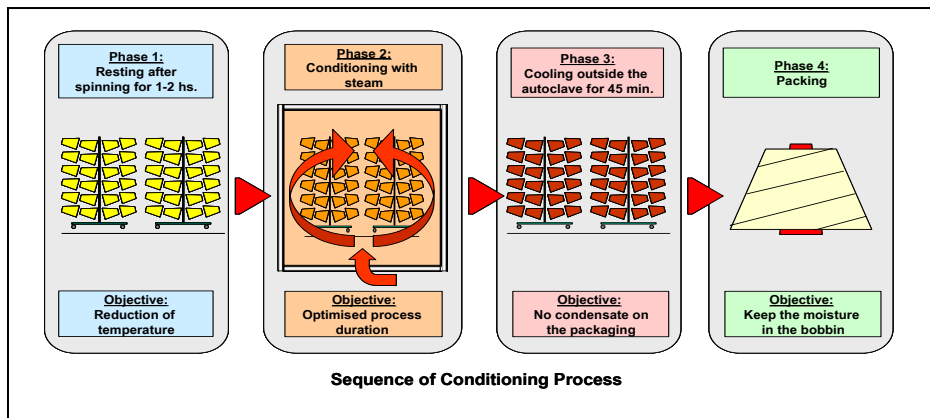 Phase 1:
Resting after
spinning for 1-2 hs.
Objective:
Reduction of
temperature
Phase 2:
Conditioning with
steam
Objective:
Optimised process
duration
Phase 3:
Cooling outside the
autoclave for 45 min.
Objective:
No condensate on
the packaging
Phase 4:
Packing
Objective:
Keep the moisture
in the bobbin
Sequence of Conditioning Process